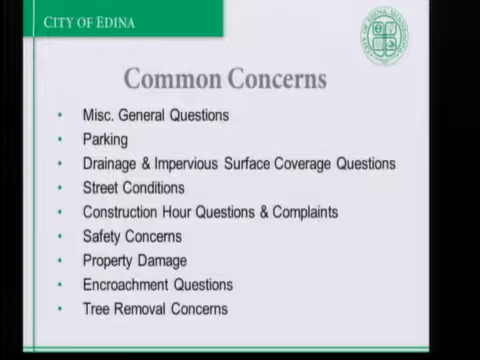 CITY OF EDINA
Common Concerns
• Misc. General Questions
• Parking
• Drainage & Impervious Surface Coverage Questions
• Street Conditions
• Construction Hour Questions & Complaints
• Safety Concerns
• Property Damage
• Encroachment Questions
• Tree Removal Concerns